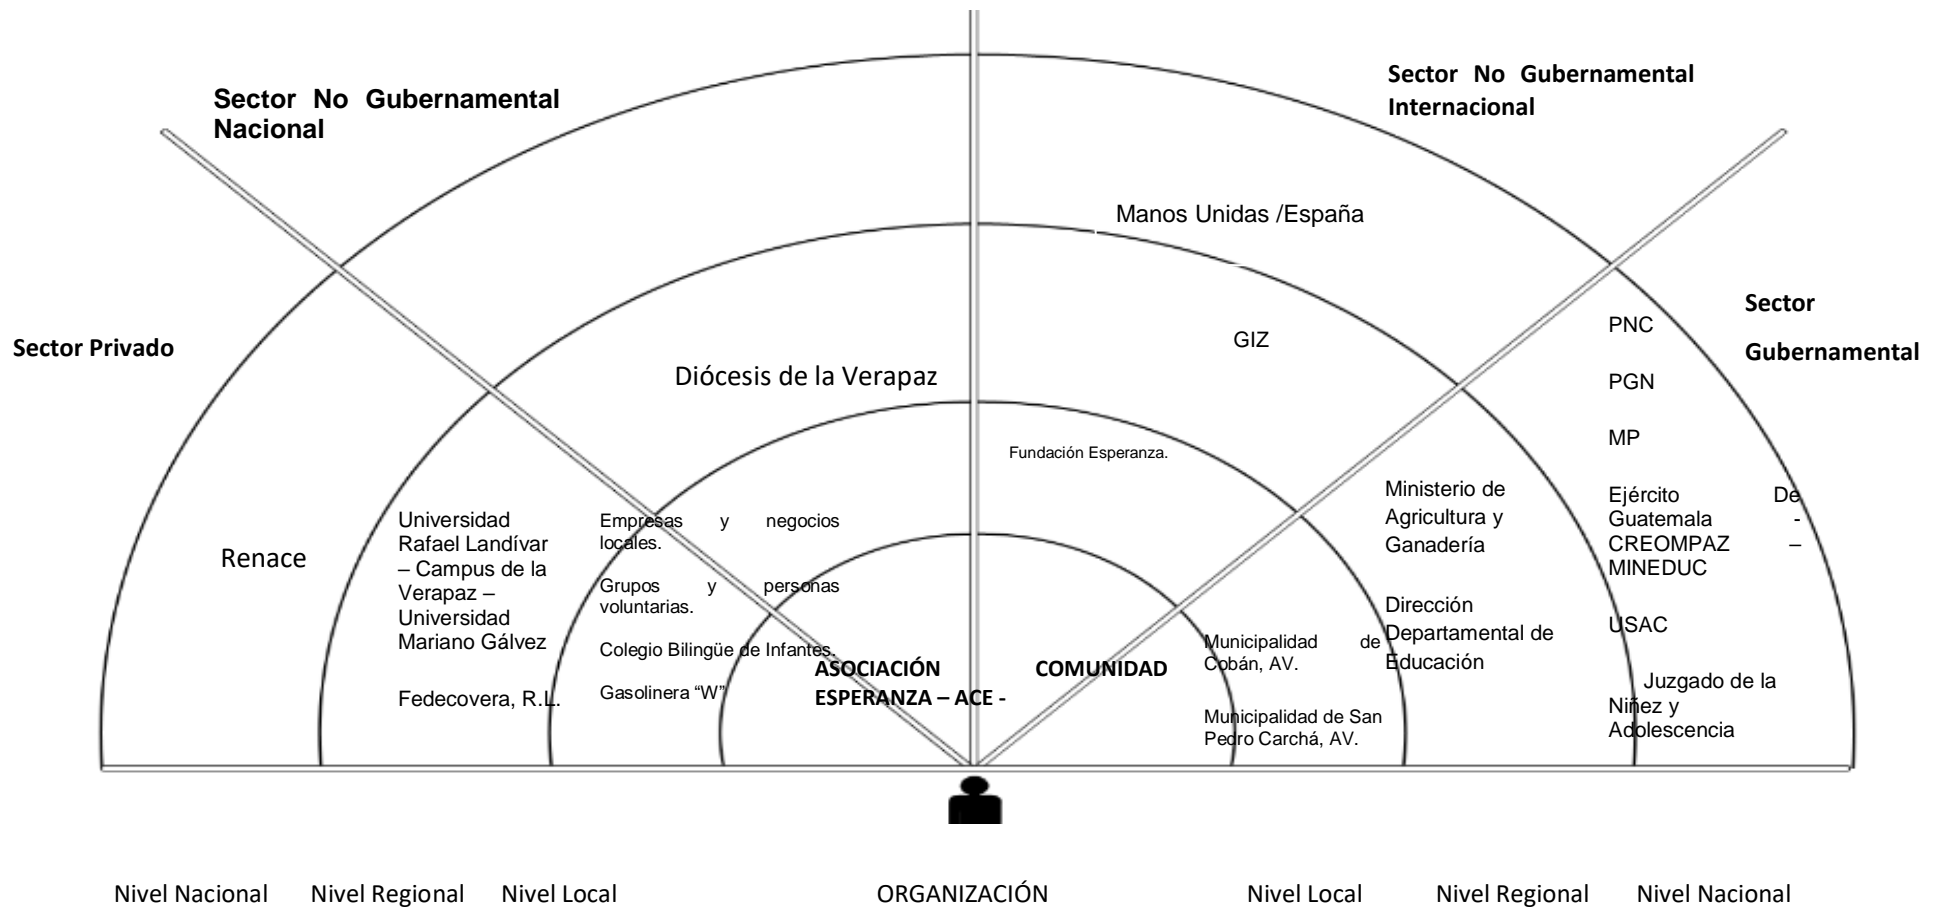 Sector No Gubernamental
Nacional
Sector No Gubernamental
Internacional
Manos Unidas /España
Sector
Gubernamental
Sector Privado
GIZ
Diócesis de la Verapaz
Fundación Esperanza.
PNC
PGN
MP
Ejército De
Guatemala -
CREOMPAZ –
MINEDUC
USAC
Juzgado de la
Niñez y
Adolescencia
Ministerio de
Agricultura y
Ganadería
Dirección
Departamental de
Educación
Renace
Universidad
Rafael Landívar
– Campus de la
Verapaz –
Universidad
Mariano Gálvez
Fedecovera, R.L.
Empresas y negocios
locales.
Grupos y personas
voluntarias.
Colegio Bilingüe de Infantes.
Gasolinera “W”
ASOCIACIÓN COMUNIDAD
ESPERANZA – ACE -
Municipalidad de
Cobán, AV.
Municipalidad de San
Pedro Carchá, AV.
Nivel Nacional Nivel Regional Nivel Local ORGANIZACIÓN Nivel Local Nivel Regional Nivel Nacional